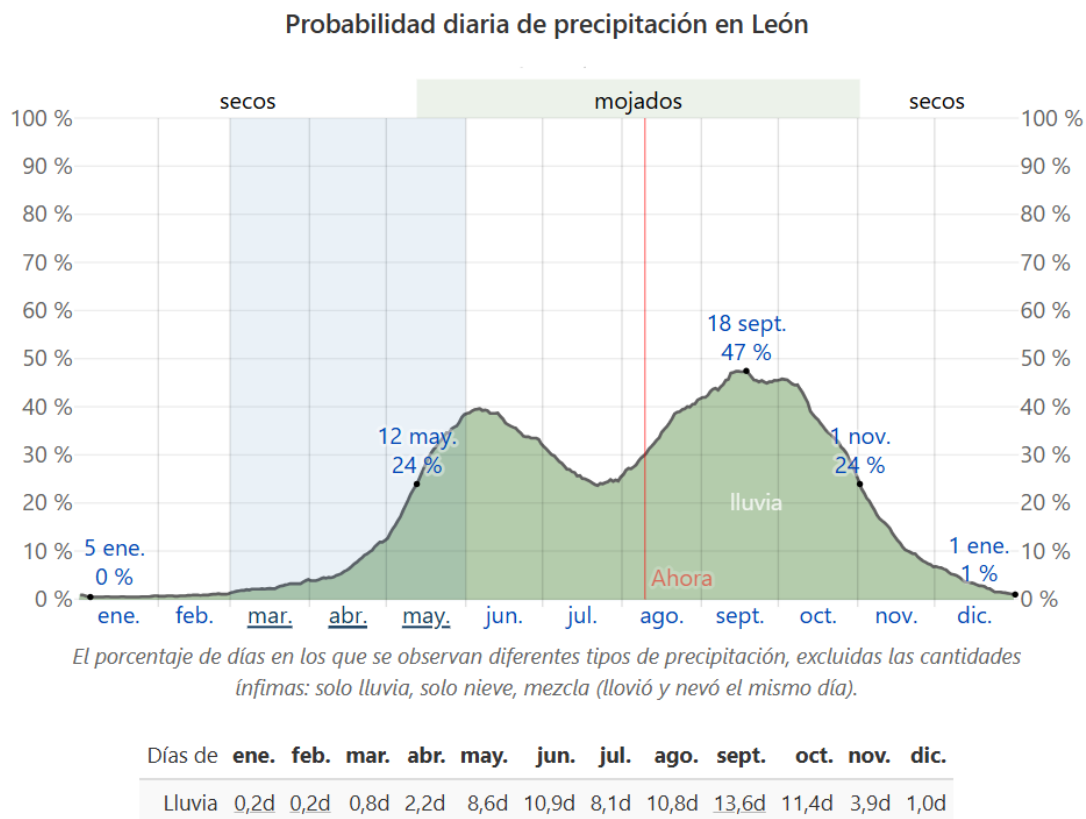 Probabilidad diaria de precipitación en León
secos mojados secos
100 % 100 %
90 % 90 %
80 % 80 %
70 % 70 %
60 % 60 %
50 % 50 %
40 % 40 %
30 % 30 %
20 % 20 %
10 % 10 %
0 % 0 %
18 sept.
47 %
12 may.
24 %
1 nov.
24 %
lluvia
5 ene.
0 %
1 ene.
1 %
Ahora
ene. feb. mar. abr. may. jun. jul. ago. sept. oct. nov. dic.
El porcentaje de días en los que se observan diferentes tipos de precipitación, excluidas las cantidades
ínfimas: solo lluvia, solo nieve, mezcla (llovió y nevó el mismo día).
Días de ene. feb. mar. abr. may. jun. jul. ago. sept. oct. nov. dic.
Lluvia 0,2d 0,2d 0,8d 2,2d 8,6d 10,9d 8,1d 10,8d 13,6d 11,4d 3,9d 1,0d